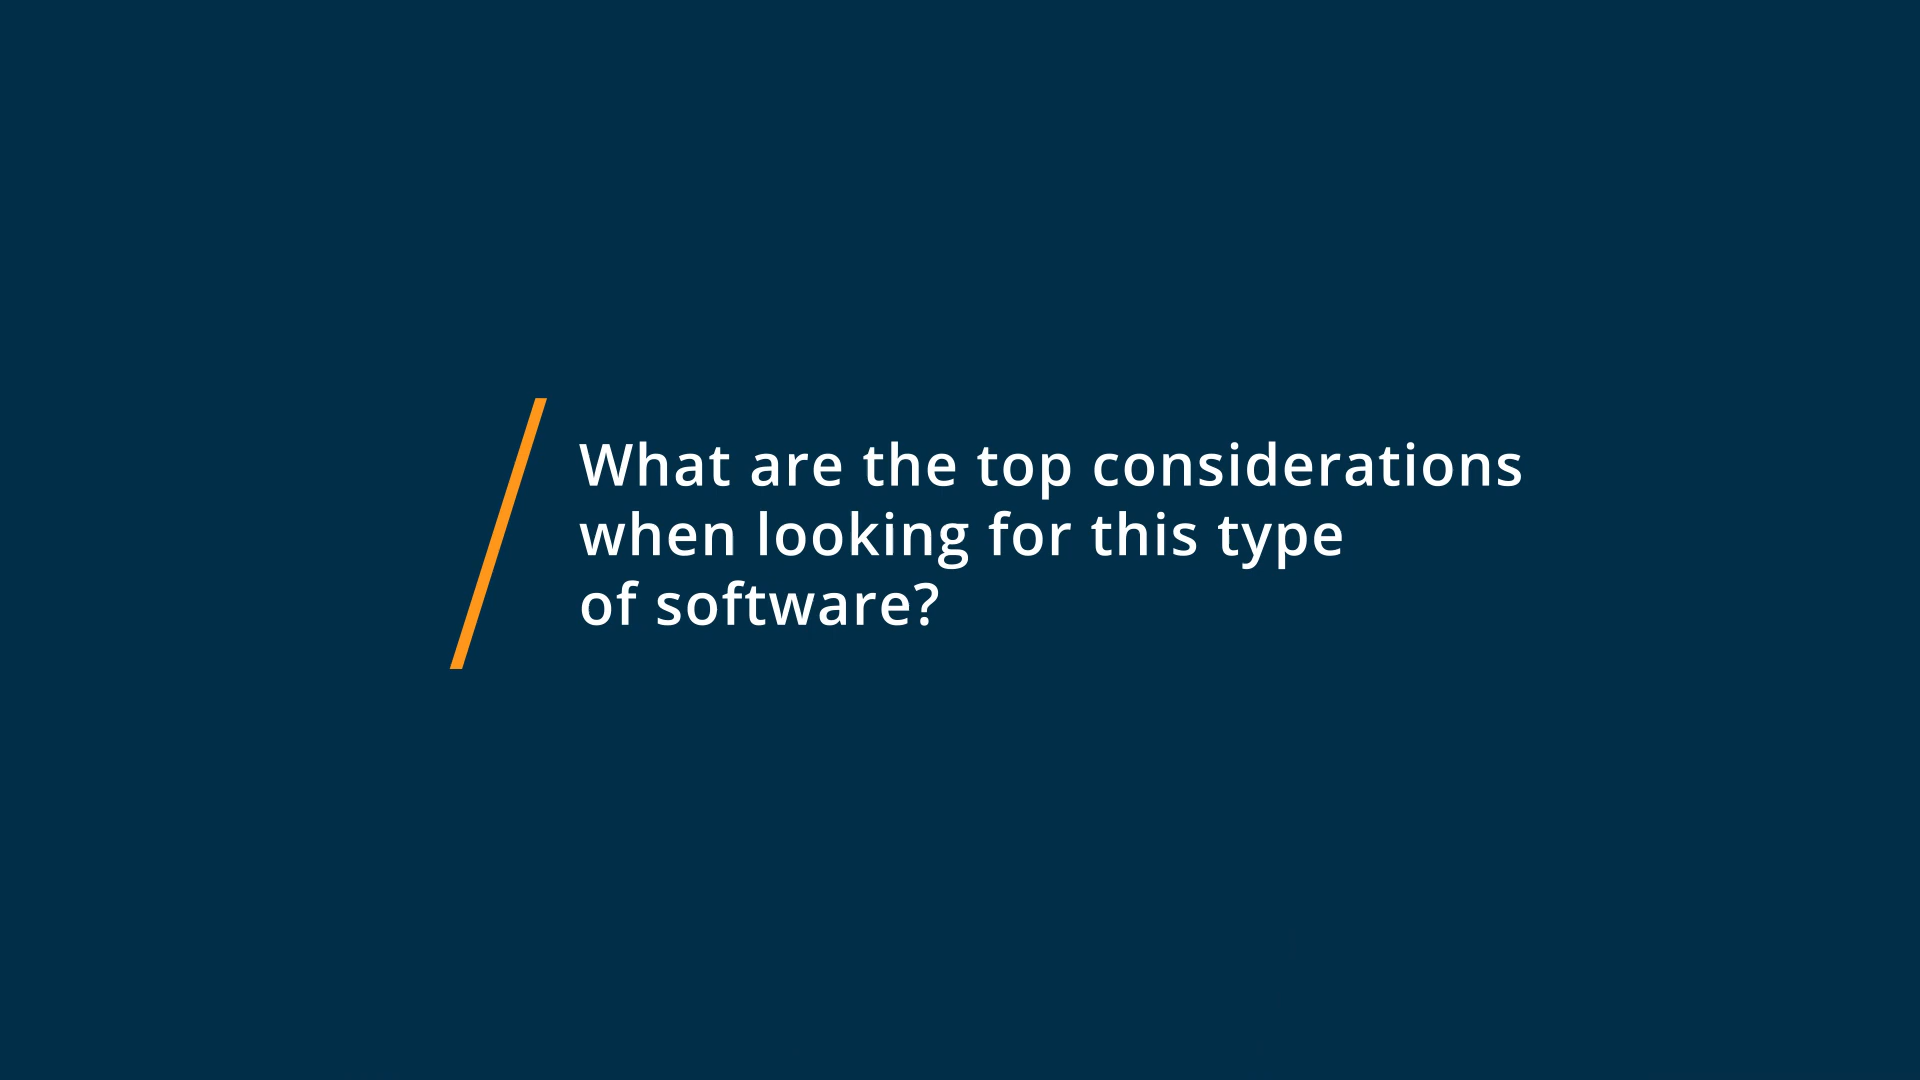 What are the top considerations
when looking for this type
of software?